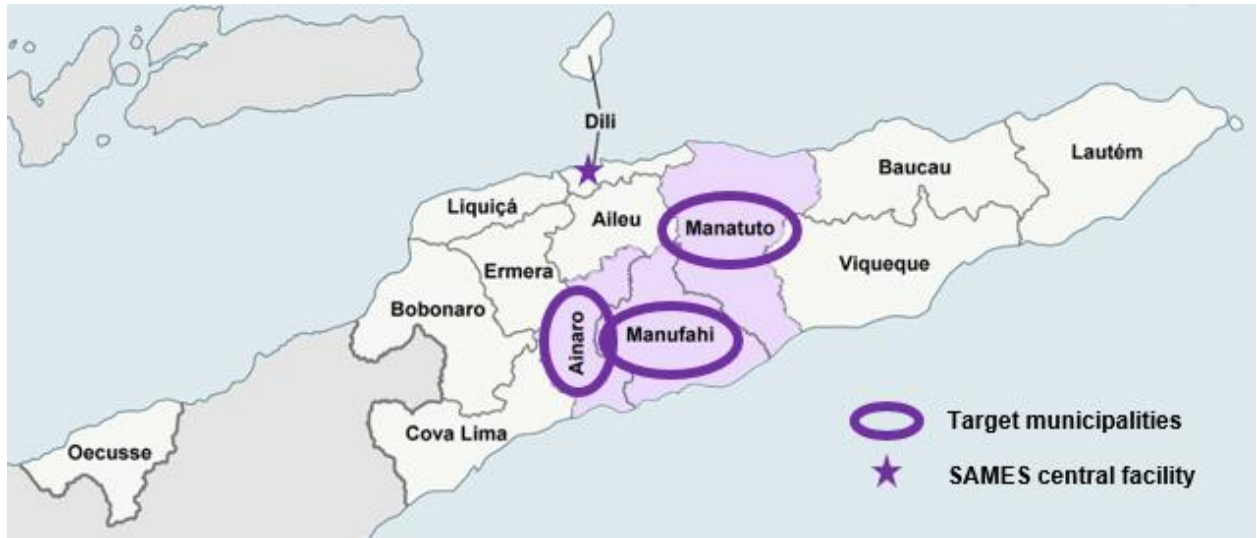 Dili
Baucau
Lautém
Liquiçá
Aileu
Manatuto
Viqueque
Ermera
Bobonaro
Ainaro
Manufahi
Cova Lima
Oecusse
Target municipalities
SAMES central facility